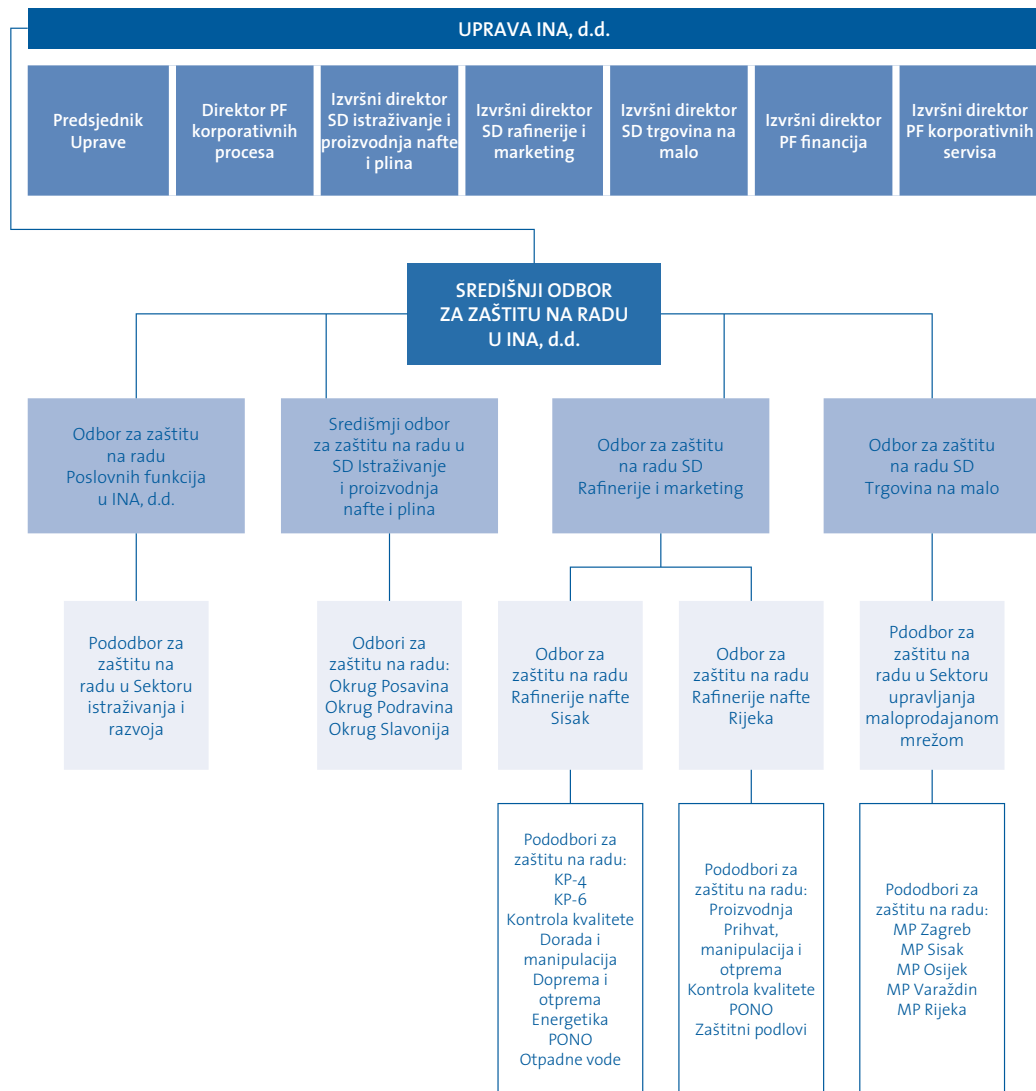 UPRAVA INA, d.d.
Predsjednik
Uprave
Direktor PF
korporativnih
procesa
Izvršni direktor
SD istraživanje i
proizvodnja nafte
i plina
Izvršni direktor
SD rafinerije i
marketing
Izvršni direktor
SD trgovina na
malo
Izvršni direktor
PF financija
Izvršni direktor
PF korporativnih
servisa
SREDIŠNJI ODBOR
ZA ZAŠTITU NA RADU
U INA, d.d.
Odbor za zaštitu
na radu
Poslovnih funkcija
u INA, d.d.
Središmji odbor
za zaštitu na radu u
SD Istraživanje
i proizvodnja
nafte i plina
Odbor za zaštitu
na radu SD
Rafinerije i marketing
Odbor za zaštitu
na radu SD
Trgovina na malo
Pododbor za
zaštitu na
radu u Sektoru
istraživanja i
razvoja
Odbori za
zaštitu na radu:
Okrug Posavina
Okrug Podravina
Okrug Slavonija
Odbor za
zaštitu na radu
Rafinerije nafte
Sisak
Odbor za
zaštitu na radu
Rafinerije nafte
Rijeka
Pdodbor za
zaštitu na
radu u Sektoru
upravljanja
maloprodajanom
mrežom
Pododbori za
zaštitu na radu:
KP-4
KP-6
Kontrola kvalitete
Dorada i
manipulacija
Doprema i
otprema
Energetika
PONO
Otpadne vode
Pododbori za
zaštitu na radu:
Proizvodnja
Prihvat,
manipulacija i
otprema
Kontrola kvalitete
PONO
Zaštitni podlovi
Pododbori za
zaštitu na radu:
MP Zagreb
MP Sisak
MP Osijek
MP Varaždin
MP Rijeka